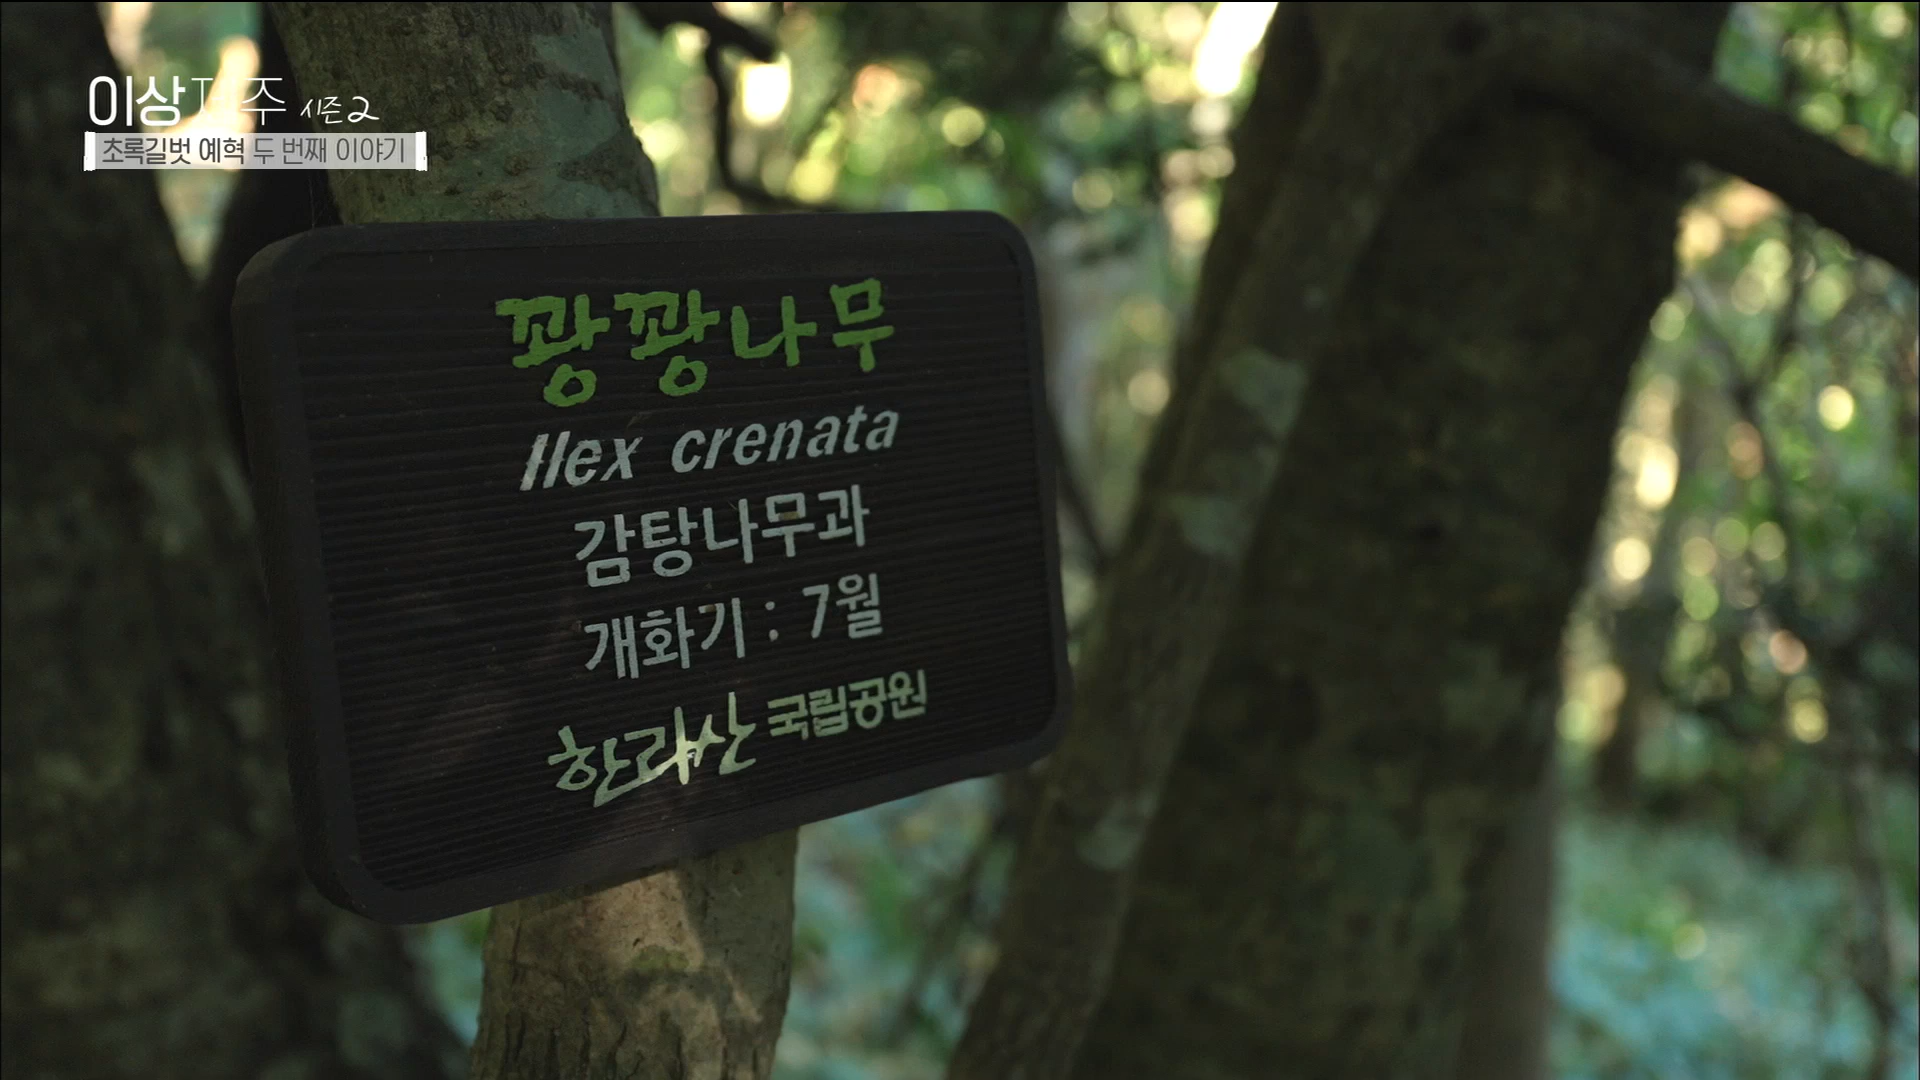 이상제주 시즌2
초록길벗 예혁 두 번째 이야기
꽝꽝나무
Ilex crenata
감탕나무과
개화기 : 7월
한라산 국립공원